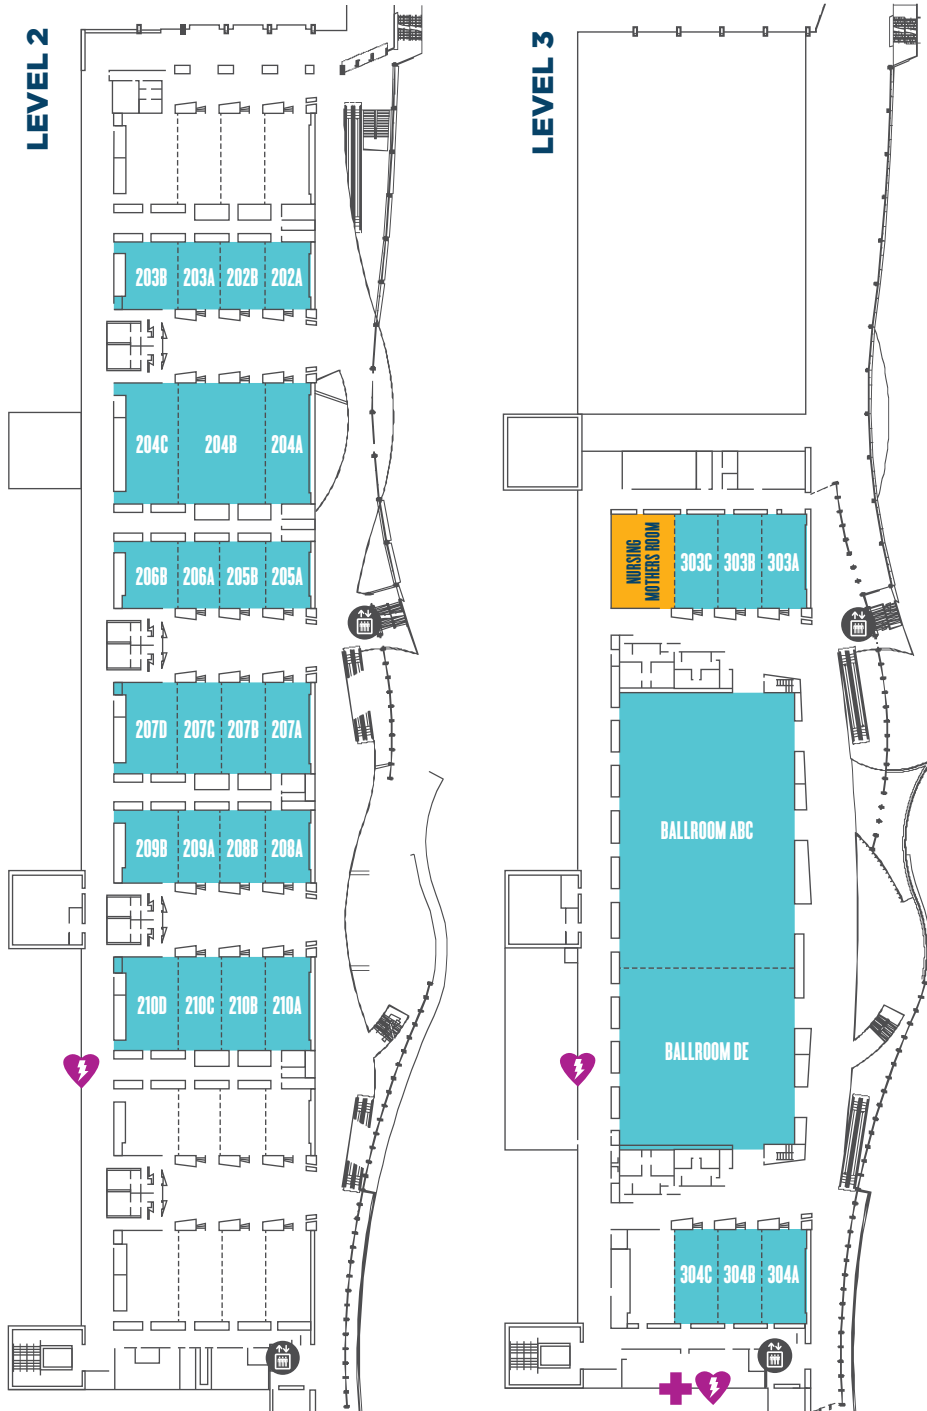 LEVEL 2
203B 203A 202B 202A
204C 204B 204A
206B 206A 205B 205A
207D 207C 207B 207A
209B 209A 208B 208A
210D 210C 210B 210A
LEVEL 3
NURSING
MOTHERS ROOM
303C 303B 303A
BALLROOM ABC
BALLROOM DE
304C 304B 304A